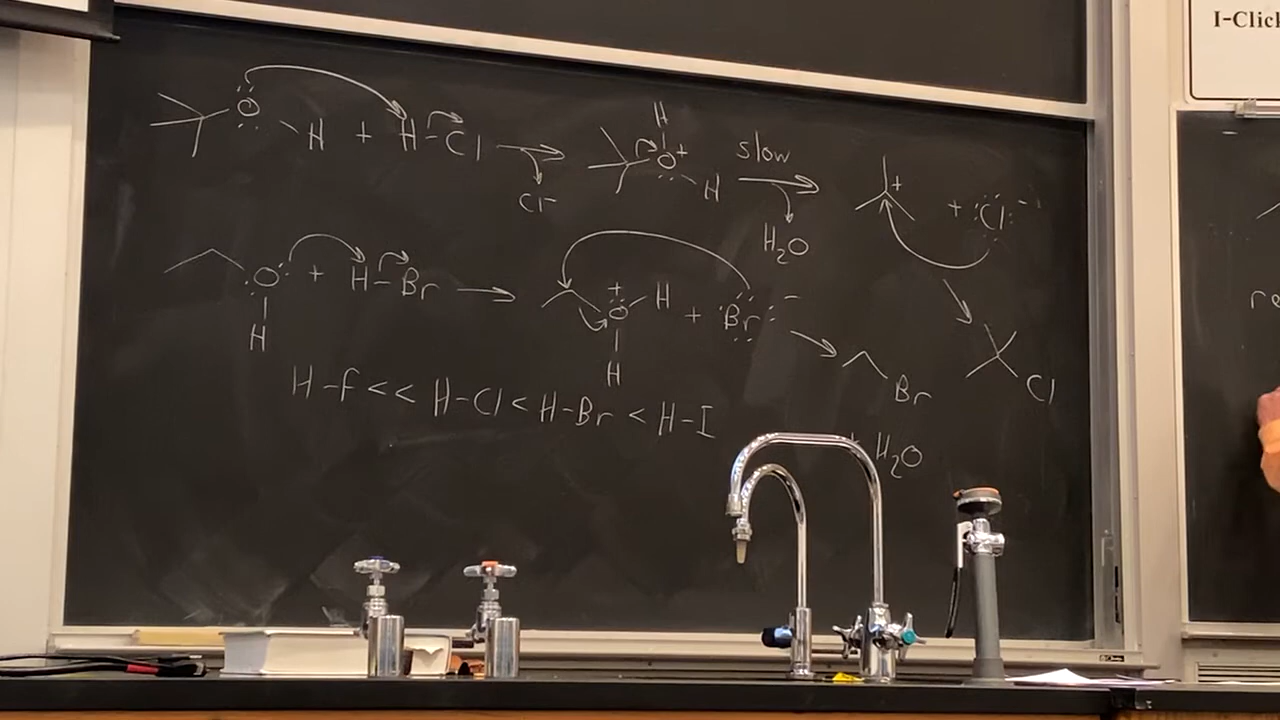 I-Click
O H + H-Cl → Cl⁻ H O⁺ H slow → H₂O + + :Cl:⁻
O: H + H-Br → + O H H + :Br:⁻ → Br + H₂O Cl
H-F << H-Cl < H-Br < H-I
re